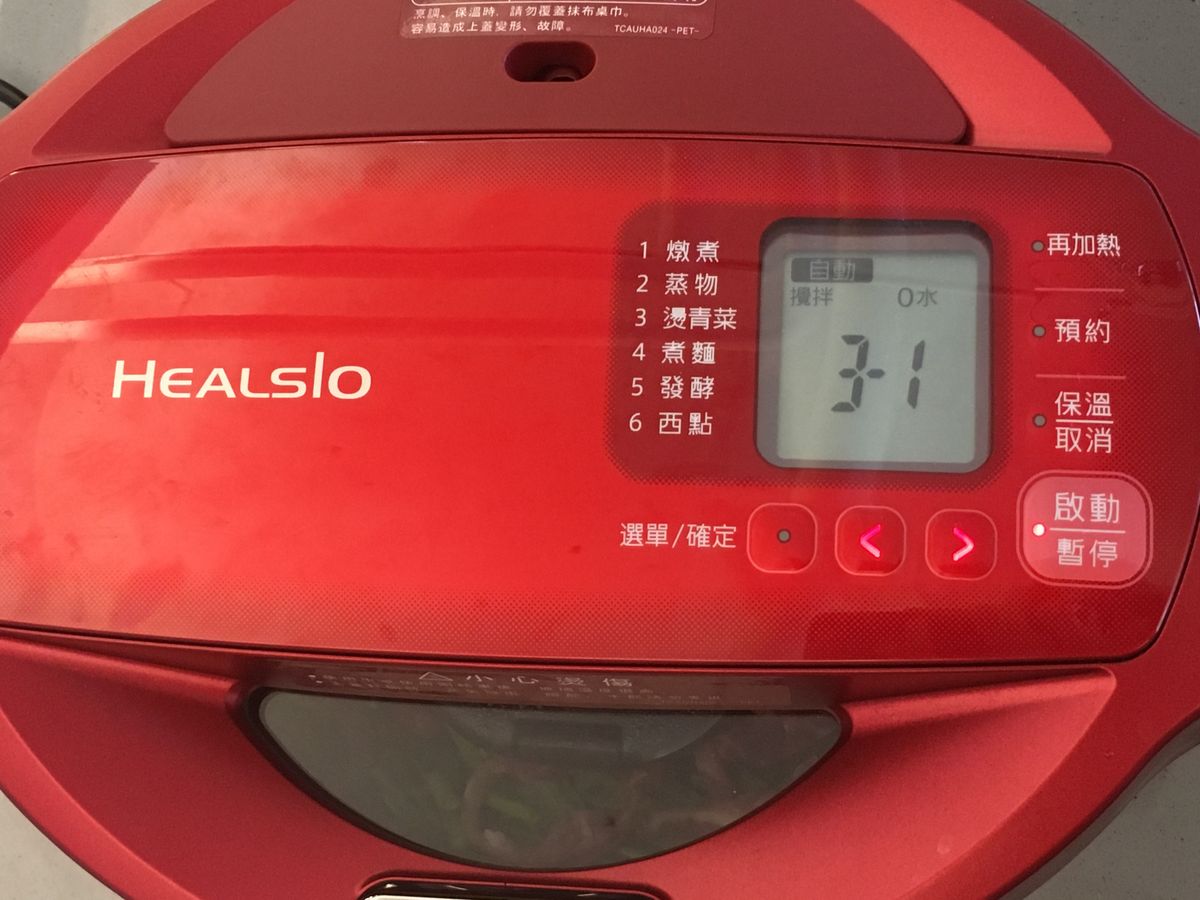 烹調、保溫時, 請勿覆蓋抹布桌巾。
容易造成上蓋變形、故障。 TCAUHA024 -PET-
HEALSIO
1 燉煮
2 蒸物
3 燙青菜
4 煮麵
5 發酵
6 西點
自動
攪拌 0水
3-1
再加熱
預約
保溫
取消
選單/確定 < >
啟動
暫停
小心燙傷